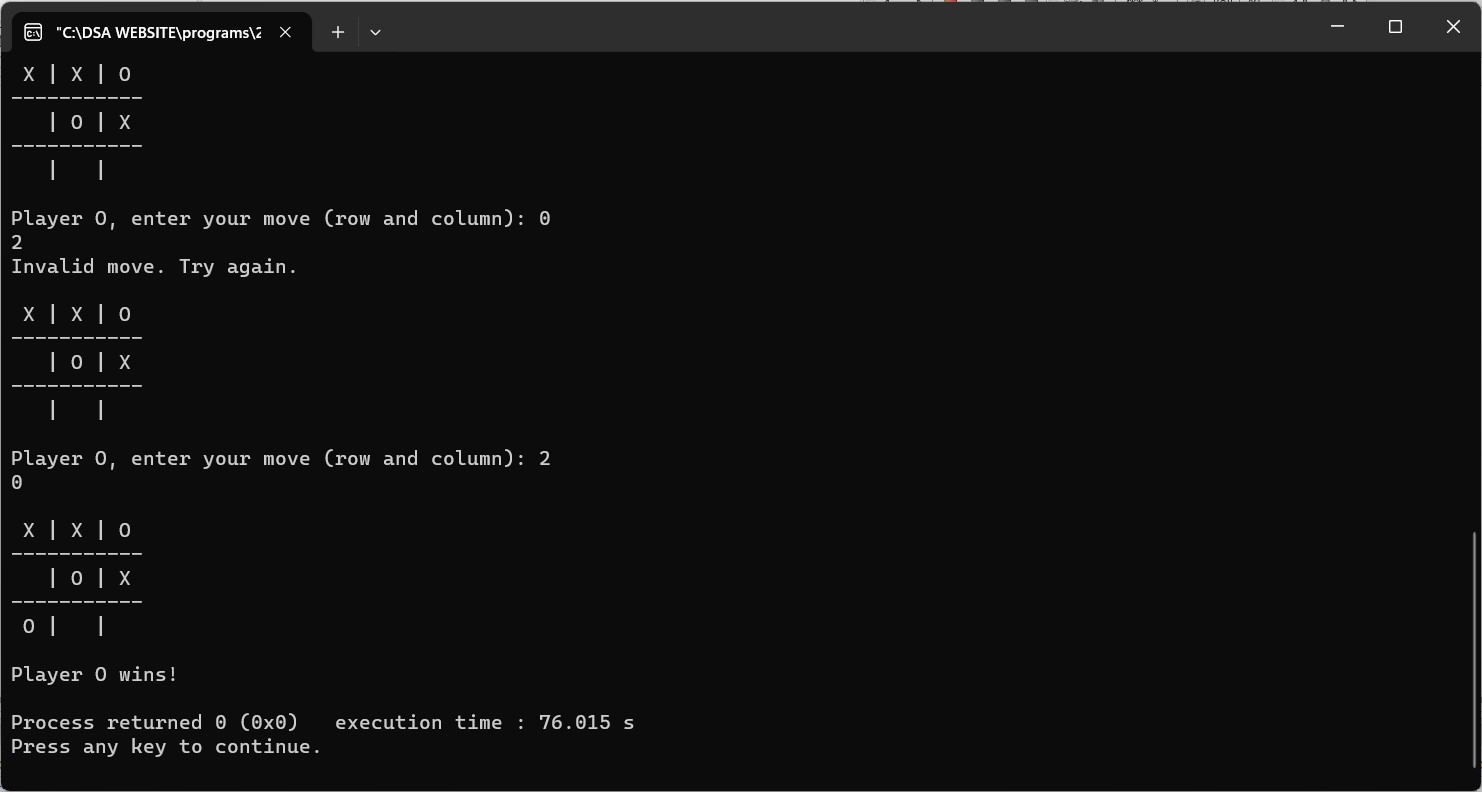 "C:\DSA WEBSITE\programs\2
X | X | O
-----------
  | O | X
-----------
  |   |
Player O, enter your move (row and column): 0
2
Invalid move. Try again.
X | X | O
-----------
  | O | X
-----------
  |   |
Player O, enter your move (row and column): 2
0
X | X | O
-----------
  | O | X
-----------
O |   |
Player O wins!
Process returned 0 (0x0)   execution time : 76.015 s
Press any key to continue.